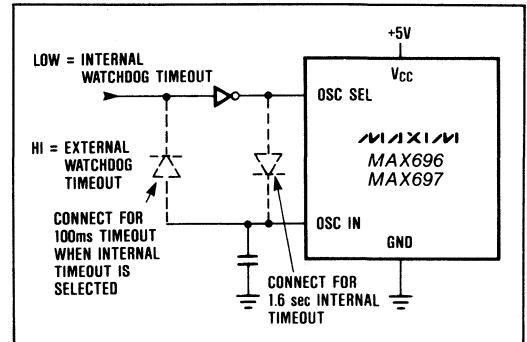 +5V
LOW = INTERNAL
WATCHDOG TIMEOUT
VCC
OSC SEL
MAXIM
MAX696
MAX697
HI = EXTERNAL
WATCHDOG
TIMEOUT
CONNECT FOR
100ms TIMEOUT
WHEN INTERNAL
TIMEOUT IS
SELECTED
OSC IN
GND
CONNECT FOR
1.6 sec INTERNAL
TIMEOUT